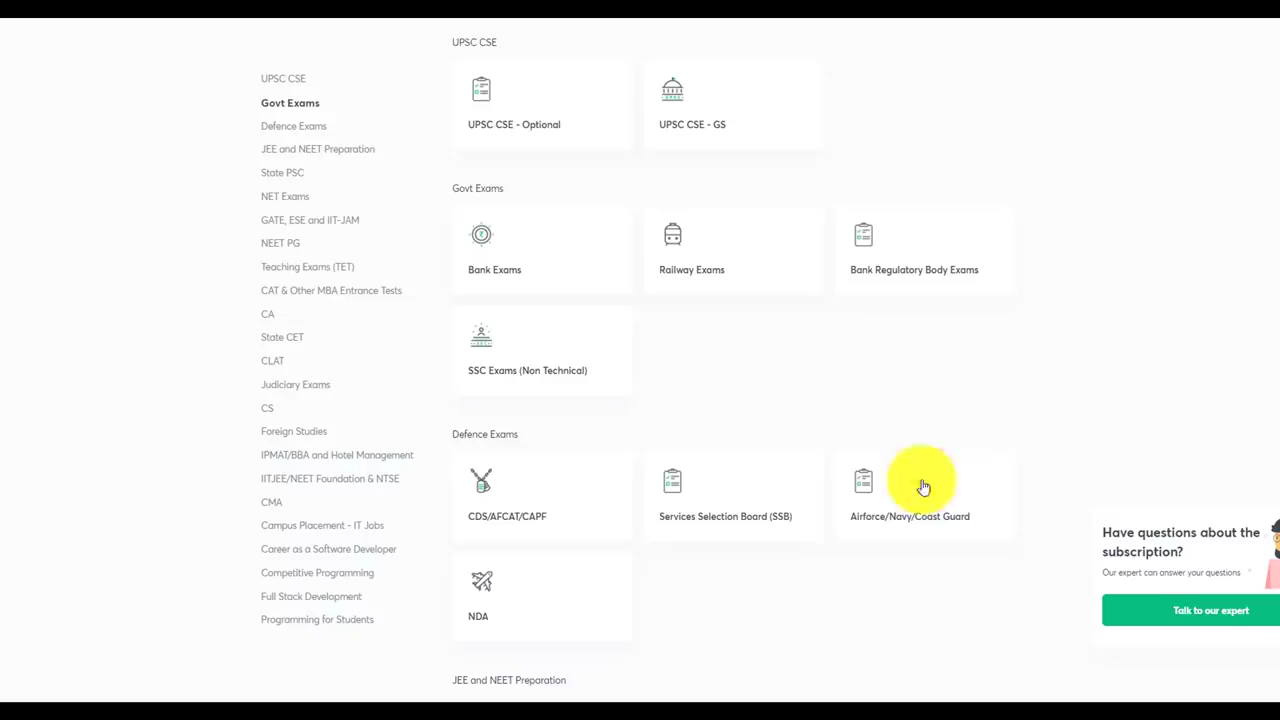 UPSC CSE
Govt Exams
Defence Exams
JEE and NEET Preparation
State PSC
NET Exams
GATE, ESE and IIT-JAM
NEET PG
Teaching Exams (TET)
CAT & Other MBA Entrance Tests
CA
State CET
CLAT
Judiciary Exams
CS
Foreign Studies
IPMAT/BBA and Hotel Management
IITJEE/NEET Foundation & NTSE
CMA
Campus Placement - IT Jobs
Career as a Software Developer
Competitive Programming
Full Stack Development
Programming for Students
UPSC CSE
UPSC CSE - Optional
UPSC CSE - GS
Govt Exams
Bank Exams
Railway Exams
Bank Regulatory Body Exams
SSC Exams (Non Technical)
Defence Exams
CDS/AFCAT/CAPF
Services Selection Board (SSB)
Airforce/Navy/Coast Guard
NDA
JEE and NEET Preparation
Have questions about the
subscription?
Our expert can answer your questions
Talk to our expert